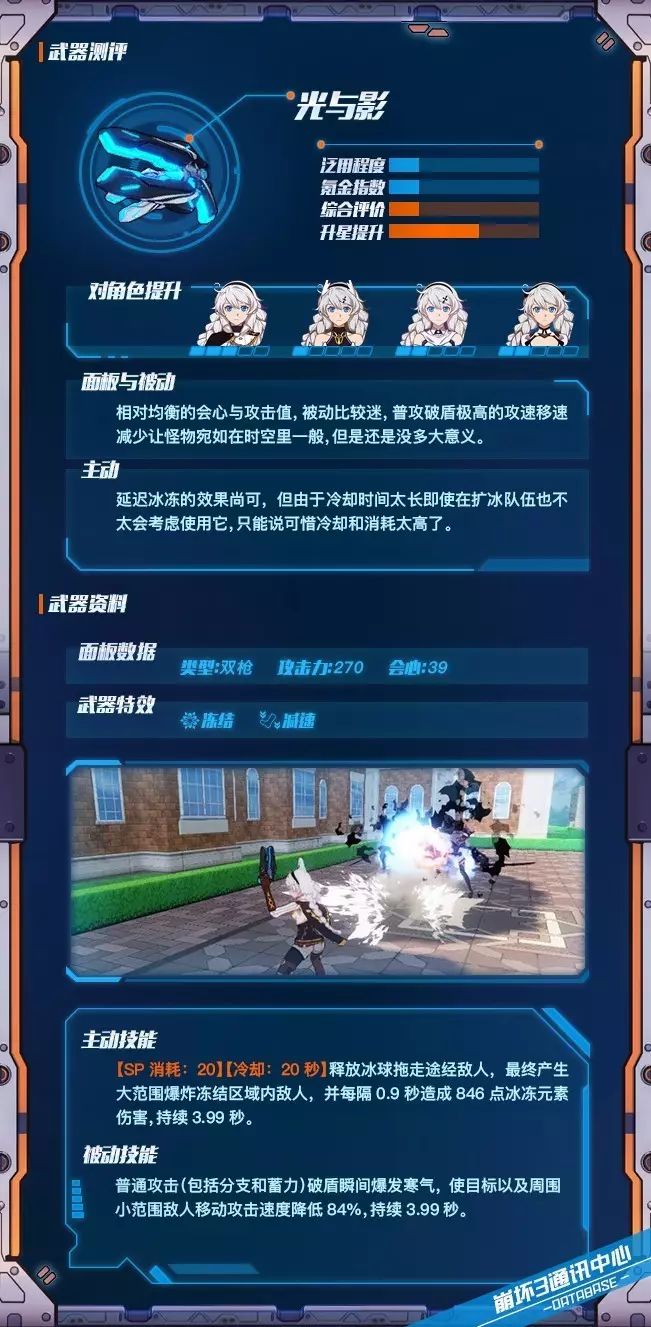 武器测评
光与影
泛用程度
氪金指数
综合评价
升星提升
对角色提升
面板与被动
相对均衡的会心与攻击值，被动比较迷，普攻破盾极高的攻速移速
减少让怪物宛如在时空里一般，但是还是没多大意义。
主动
延迟冰冻的效果尚可，但由于冷却时间太长即使在扩冰队伍也不
太会考虑使用它，只能说可惜冷却和消耗太高了。
武器资料
面板数据
类型:双枪 攻击力:270 会心:39
武器特效
冻结 减速
主动技能
【SP 消耗：20】【冷却：20 秒】释放冰球拖走途经敌人，最终产生
大范围爆炸冻结区域内敌人，并每隔 0.9 秒造成 846 点冰冻元素
伤害，持续 3.99 秒。
被动技能
普通攻击（包括分支和蓄力）破盾瞬间爆发寒气，使目标以及周围
小范围敌人移动攻击速度降低 84%，持续 3.99 秒。
崩坏3通讯中心
—DATABASE—